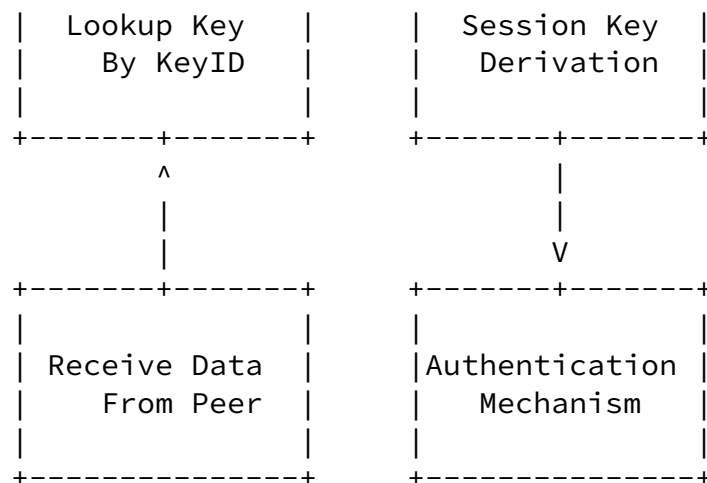 |  Lookup Key   |     |  Session Key  |
|    By KeyID   |     |   Derivation  |
|               |     |               |
+-------+-------+     +-------+-------+
        ^                     |
        |                     |
        |                     V
+-------+-------+     +-------+-------+
|               |     |               |
| Receive Data  |     |Authentication |
|    From Peer  |     |   Mechanism   |
|               |     |               |
+---------------+     +---------------+